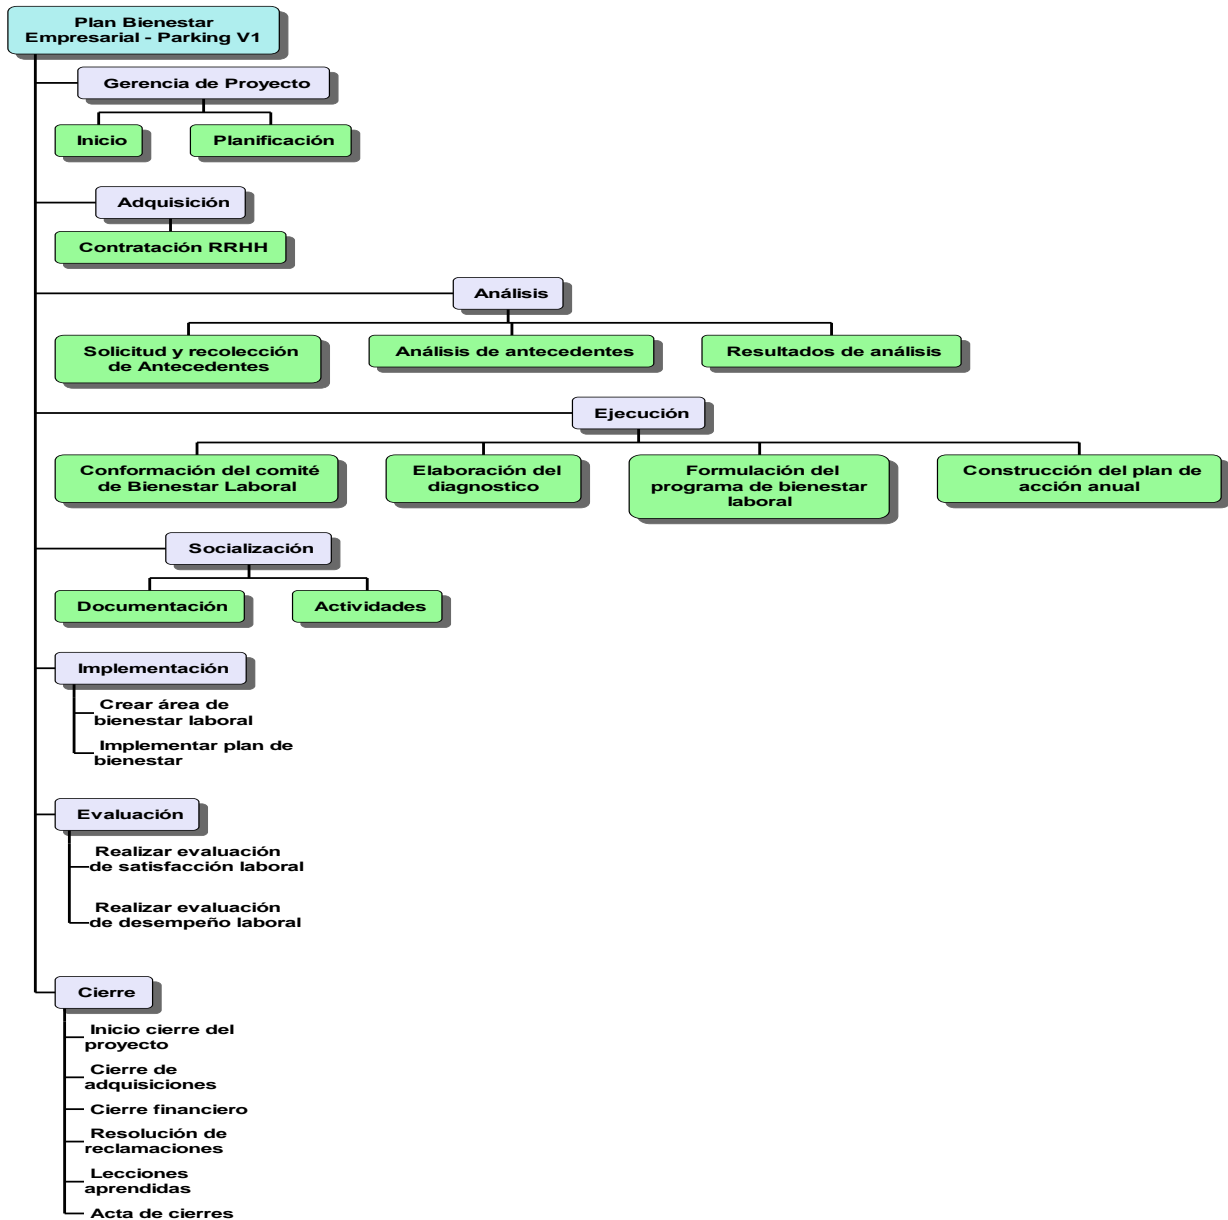 Plan Bienestar
Empresarial - Parking V1
Gerencia de Proyecto
Inicio
Planificación
Adquisición
Contratación RRHH
Análisis
Solicitud y recolección
de Antecedentes
Análisis de antecedentes
Resultados de análisis
Ejecución
Conformación del comité
de Bienestar Laboral
Elaboración del
diagnostico
Formulación del
programa de bienestar
laboral
Construcción del plan de
acción anual
Socialización
Documentación
Actividades
Implementación
Crear área de
bienestar laboral
Implementar plan de
bienestar
Evaluación
Realizar evaluación
de satisfacción laboral
Realizar evaluación
de desempeño laboral
Cierre
Inicio cierre del
proyecto
Cierre de
adquisiciones
Cierre financiero
Resolución de
reclamaciones
Lecciones
aprendidas
Acta de cierres